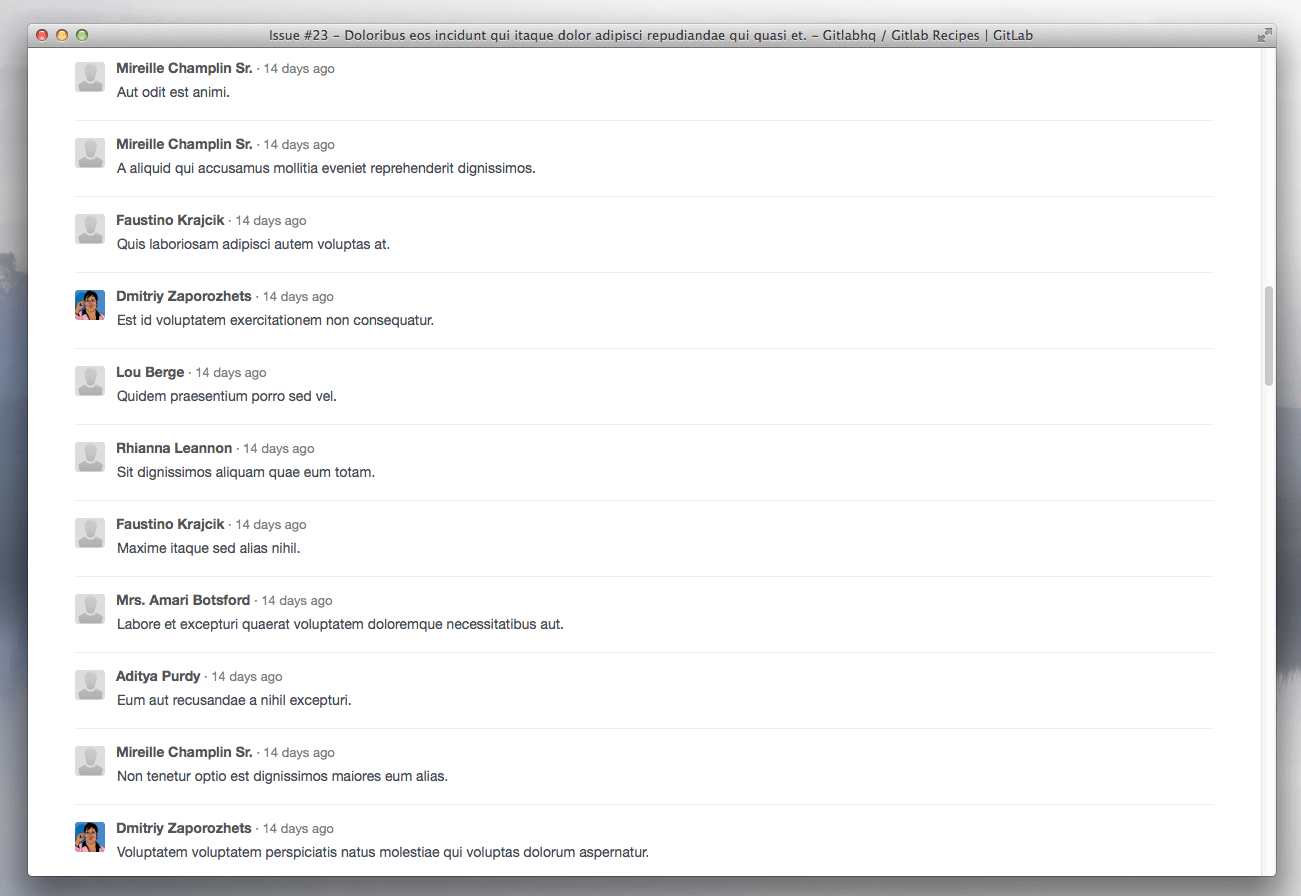 Issue #23 – Doloribus eos incidunt qui itaque dolor adipisci repudiandae qui quasi et. – Gitlabhq / Gitlab Recipes | GitLab
Mireille Champlin Sr. · 14 days ago
Aut odit est animi.
Mireille Champlin Sr. · 14 days ago
A aliquid qui accusamus mollitia eveniet reprehenderit dignissimos.
Faustino Krajcik · 14 days ago
Quis laboriosam adipisci autem voluptas at.
Dmitriy Zaporozhets · 14 days ago
Est id voluptatem exercitationem non consequatur.
Lou Berge · 14 days ago
Quidem praesentium porro sed vel.
Rhianna Leannon · 14 days ago
Sit dignissimos aliquam quae eum totam.
Faustino Krajcik · 14 days ago
Maxime itaque sed alias nihil.
Mrs. Amari Botsford · 14 days ago
Labore et excepturi quaerat voluptatem doloremque necessitatibus aut.
Aditya Purdy · 14 days ago
Eum aut recusandae a nihil excepturi.
Mireille Champlin Sr. · 14 days ago
Non tenetur optio est dignissimos maiores eum alias.
Dmitriy Zaporozhets · 14 days ago
Voluptatem voluptatem perspiciatis natus molestiae qui voluptas dolorum aspernatur.